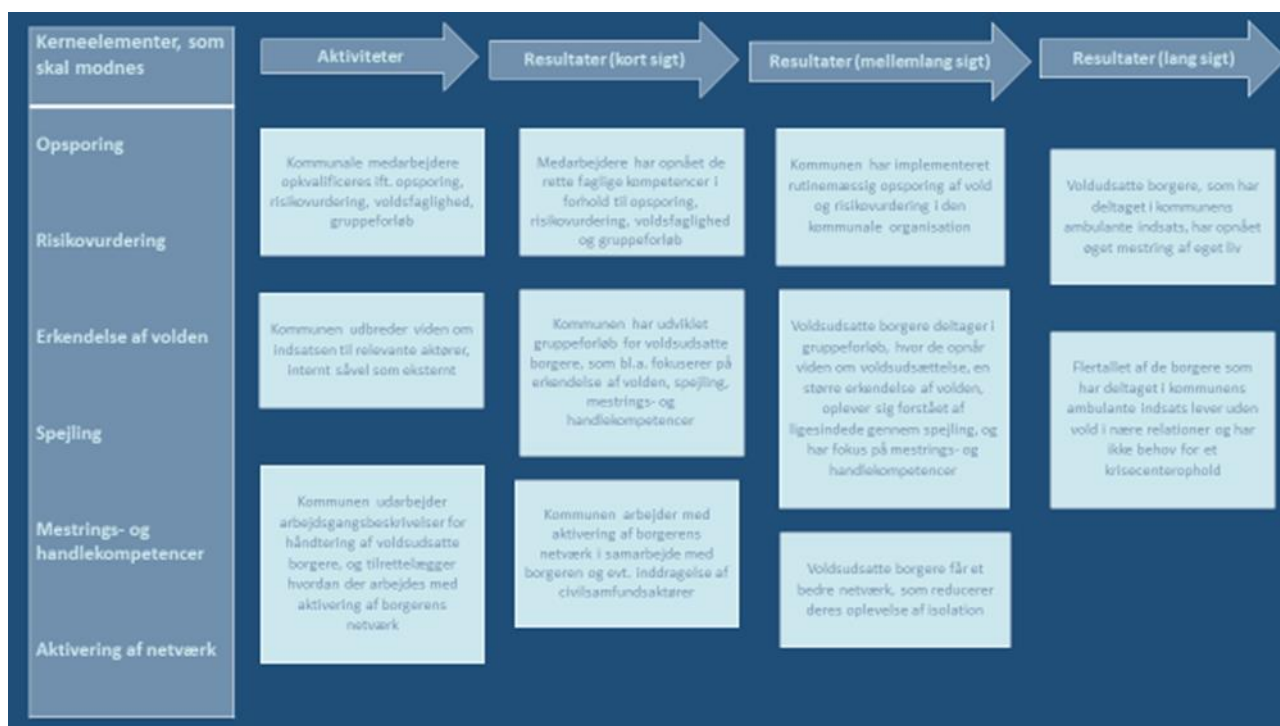 Kerneelementer, som
skal modnes
Opsporing
Risikovurdering
Erkendelse af volden
Spejling
Mestrings- og
handlekompetencer
Aktivering af netværk
Aktiviteter
Kommunale medarbejdere
opkvalificeres ift. opsporing,
risikovurdering, voldsfaglighed,
gruppeforløb
Kommunen udbreder viden om
indsatsen til relevante aktører,
internt såvel som eksternt
Kommunen udarbejder
arbejdsgangsbeskrivelser for
håndtering af voldsudsatte
borgere, og tilrettelægger
hvordan der arbejdes med
aktivering af borgerens
netværk
Resultater (kort sigt)
Medarbejdere har opnået de
rette faglige kompetencer i
forhold til opsporing,
risikovurdering, voldsfaglighed
og gruppeforløb
Kommunen har udviklet
gruppeforløb for voldsudsatte
borgere, som bl.a. fokuserer på
erkendelse af volden, spejling,
mestrings- og
handlekompetencer
Kommunen arbejder med
aktivering af borgerens
netværk i samarbejde med
borgeren og evt. inddragelse af
civilsamfundsaktører
Resultater (mellemlang sigt)
Kommunen har implementeret
rutinemæssig opsporing af vold
og risikovurdering i den
kommunale organisation
Voldsudsatte borgere deltager i
gruppeforløb, hvor de opnår
viden om voldsudsættelse, en
større erkendelse af volden,
oplever sig forstået af
ligesindede gennem spejling, og
har fokus på mestrings- og
handlekompetencer
Voldsudsatte borgere får et
bedre netværk, som reducerer
deres oplevelse af isolation
Resultater (lang sigt)
Voldudsatte borgere, som har
deltaget i kommunens
ambulante indsats, har opnået
øget mestring af eget liv
Flertallet af de borgere som
har deltaget i kommunens
ambulante indsats lever uden
vold i nære relationer og har
ikke behov for et
krisecenterophold